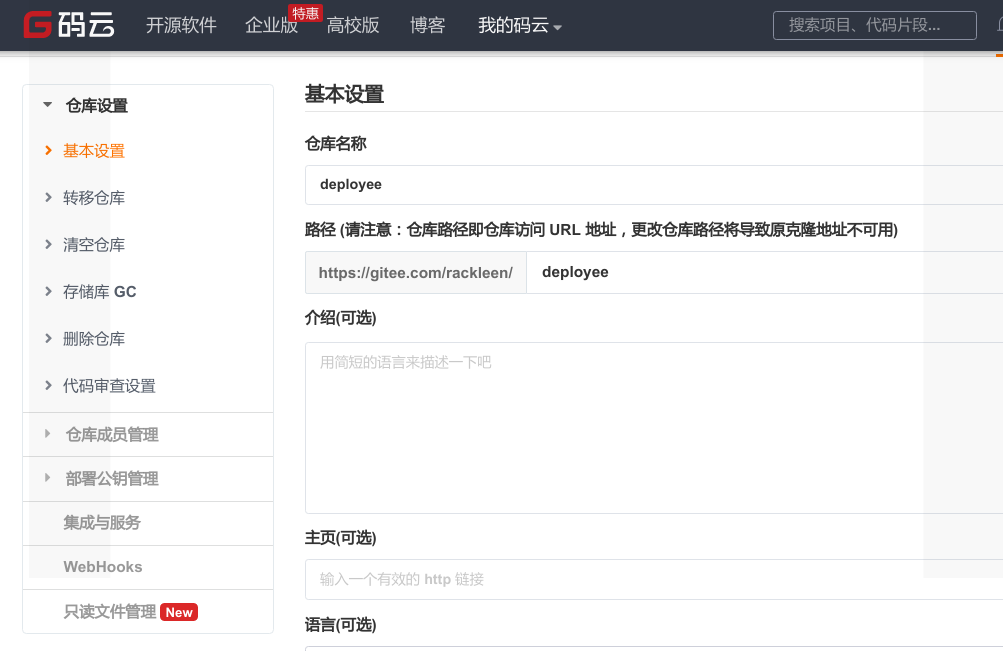 G码云 开源软件 企业版 特惠 高校版 博客 我的码云 搜索项目、代码片段...
仓库设置
基本设置
转移仓库
清空仓库
存储库 GC
删除仓库
代码审查设置
仓库成员管理
部署公钥管理
集成与服务
WebHooks
只读文件管理 New
基本设置
仓库名称
deployee
路径 (请注意：仓库路径即仓库访问 URL 地址，更改仓库路径将导致原克隆地址不可用)
https://gitee.com/rackleen/ deployee
介绍(可选)
用简短的语言来描述一下吧
主页(可选)
输入一个有效的 http 链接
语言(可选)